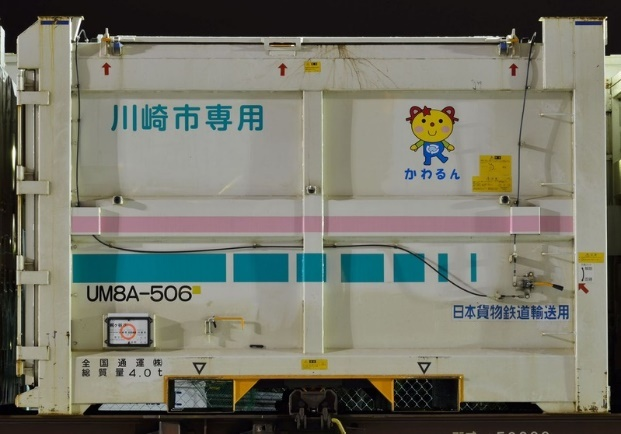 川崎市専用
かわるん
UM8A-506
日本貨物鉄道輸送用
全国通運㈱
総質量4.0t